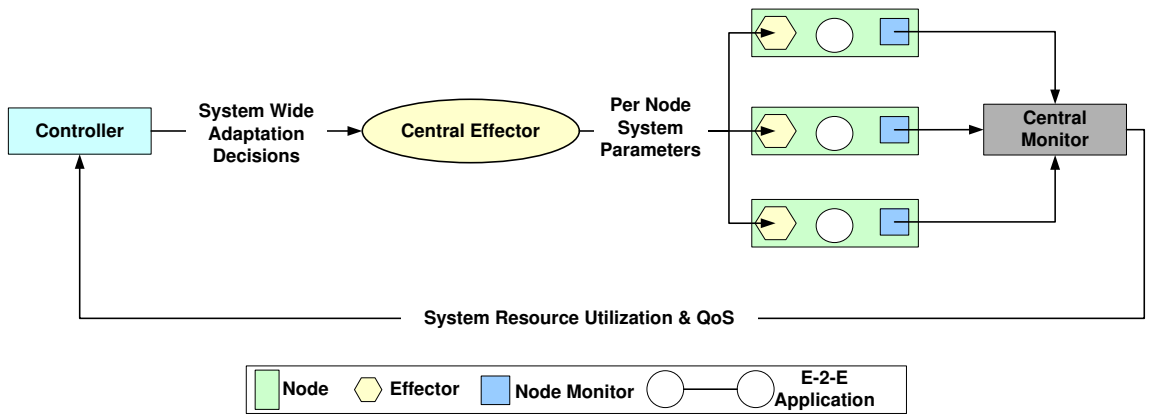 Controller
System Wide
Adaptation
Decisions
Central Effector
Per Node
System
Parameters
Central
Monitor
System Resource Utilization & QoS
Node
Effector
Node Monitor
E-2-E
Application